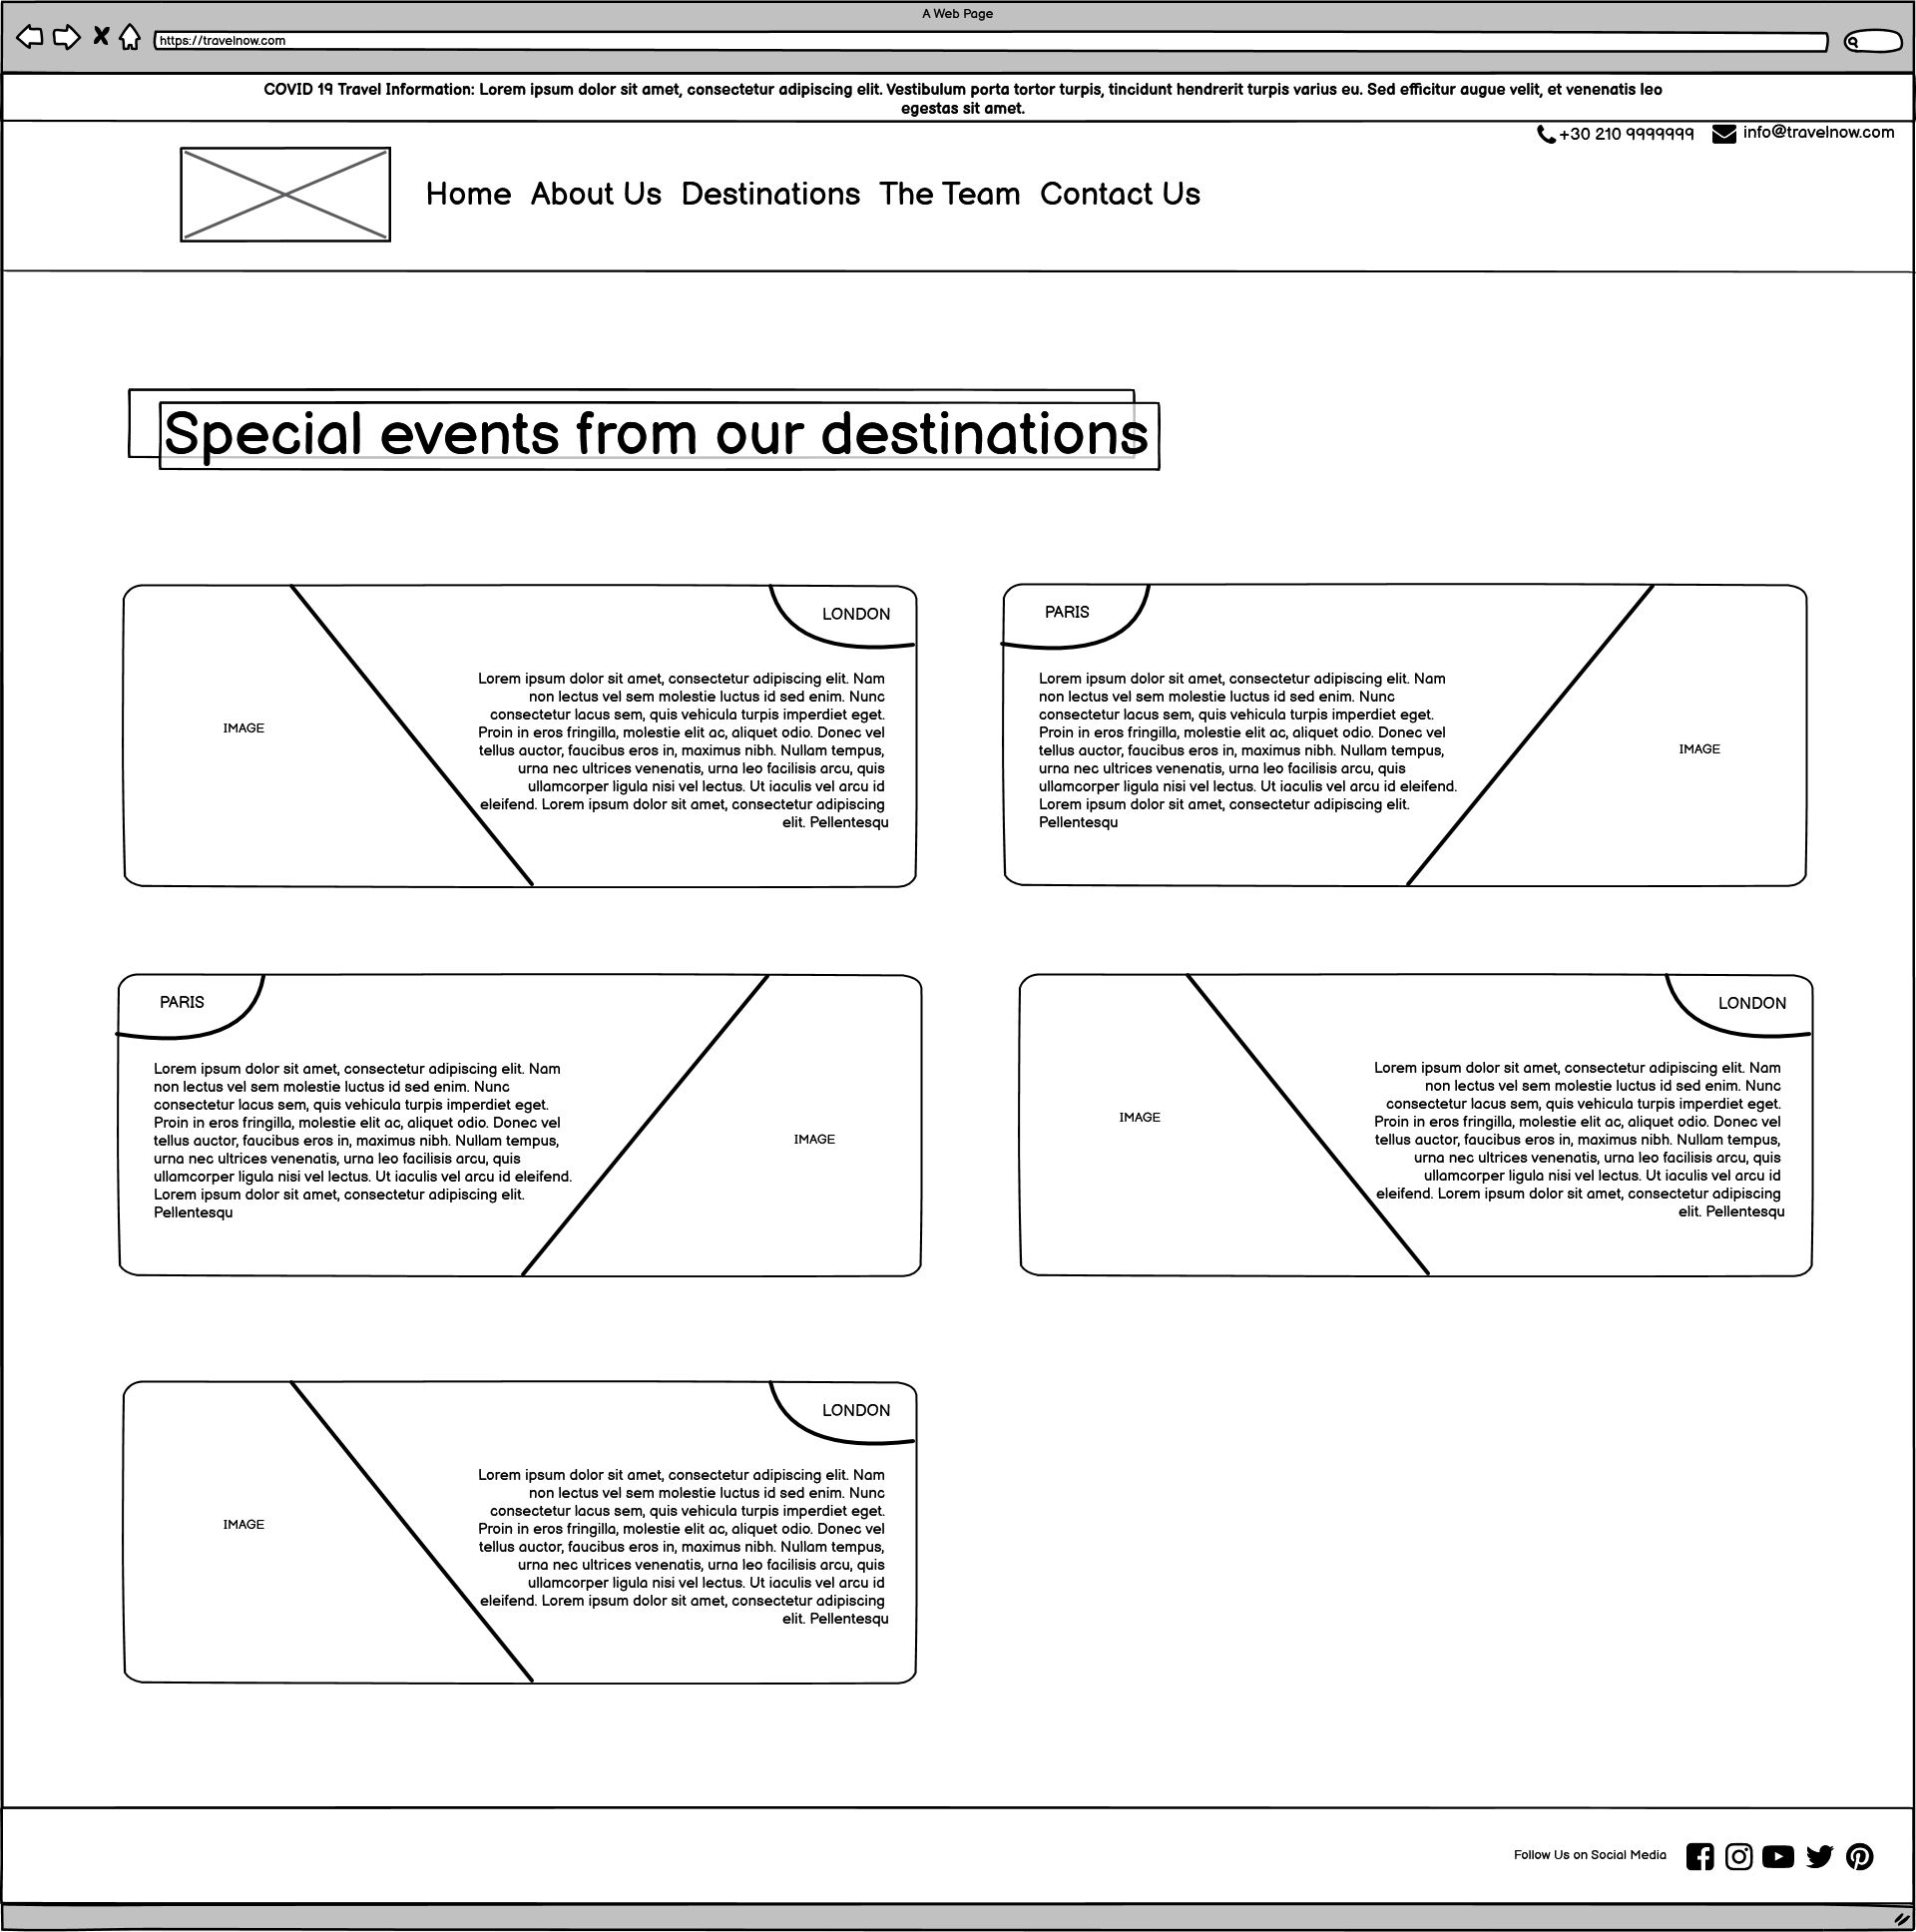 A Web Page
https://travelnow.com
COVID 19 Travel Information: Lorem ipsum dolor sit amet, consectetur adipiscing elit. Vestibulum porta tortor turpis, tincidunt hendrerit turpis varius eu. Sed efficitur augue velit, et venenatis leo
egestas sit amet.
+30 210 9999999 info@travelnow.com
Home About Us Destinations The Team Contact Us
Special events from our destinations
LONDON
IMAGE
Lorem ipsum dolor sit amet, consectetur adipiscing elit. Nam
non lectus vel sem molestie luctus id sed enim. Nunc
consectetur lacus sem, quis vehicula turpis imperdiet eget.
Proin in eros fringilla, molestie elit ac, aliquet odio. Donec vel
tellus auctor, faucibus eros in, maximus nibh. Nullam tempus,
urna nec ultrices venenatis, urna leo facilisis arcu, quis
ullamcorper ligula nisi vel lectus. Ut iaculis vel arcu id
eleifend. Lorem ipsum dolor sit amet, consectetur adipiscing
elit. Pellentesqu
PARIS
Lorem ipsum dolor sit amet, consectetur adipiscing elit. Nam
non lectus vel sem molestie luctus id sed enim. Nunc
consectetur lacus sem, quis vehicula turpis imperdiet eget.
Proin in eros fringilla, molestie elit ac, aliquet odio. Donec vel
tellus auctor, faucibus eros in, maximus nibh. Nullam tempus,
urna nec ultrices venenatis, urna leo facilisis arcu, quis
ullamcorper ligula nisi vel lectus. Ut iaculis vel arcu id eleifend.
Lorem ipsum dolor sit amet, consectetur adipiscing elit.
Pellentesqu
IMAGE
PARIS
Lorem ipsum dolor sit amet, consectetur adipiscing elit. Nam
non lectus vel sem molestie luctus id sed enim. Nunc
consectetur lacus sem, quis vehicula turpis imperdiet eget.
Proin in eros fringilla, molestie elit ac, aliquet odio. Donec vel
tellus auctor, faucibus eros in, maximus nibh. Nullam tempus,
urna nec ultrices venenatis, urna leo facilisis arcu, quis
ullamcorper ligula nisi vel lectus. Ut iaculis vel arcu id eleifend.
Lorem ipsum dolor sit amet, consectetur adipiscing elit.
Pellentesqu
IMAGE
LONDON
IMAGE
Lorem ipsum dolor sit amet, consectetur adipiscing elit. Nam
non lectus vel sem molestie luctus id sed enim. Nunc
consectetur lacus sem, quis vehicula turpis imperdiet eget.
Proin in eros fringilla, molestie elit ac, aliquet odio. Donec vel
tellus auctor, faucibus eros in, maximus nibh. Nullam tempus,
urna nec ultrices venenatis, urna leo facilisis arcu, quis
ullamcorper ligula nisi vel lectus. Ut iaculis vel arcu id
eleifend. Lorem ipsum dolor sit amet, consectetur adipiscing
elit. Pellentesqu
LONDON
IMAGE
Lorem ipsum dolor sit amet, consectetur adipiscing elit. Nam
non lectus vel sem molestie luctus id sed enim. Nunc
consectetur lacus sem, quis vehicula turpis imperdiet eget.
Proin in eros fringilla, molestie elit ac, aliquet odio. Donec vel
tellus auctor, faucibus eros in, maximus nibh. Nullam tempus,
urna nec ultrices venenatis, urna leo facilisis arcu, quis
ullamcorper ligula nisi vel lectus. Ut iaculis vel arcu id
eleifend. Lorem ipsum dolor sit amet, consectetur adipiscing
elit. Pellentesqu
Follow Us on Social Media